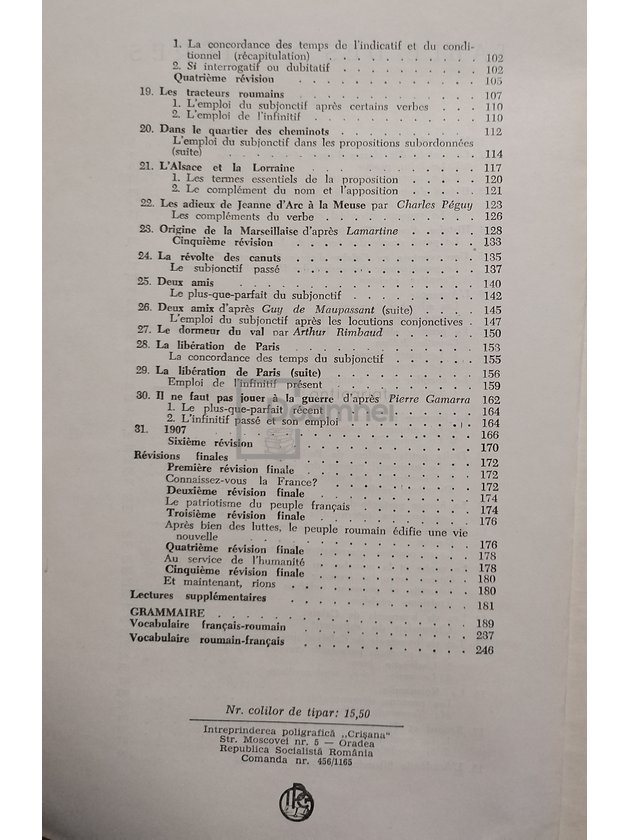 1. La concordance des temps de l'indicatif et du condi-
tionnel (récapitulation) . . . . . . . . 102
2. Si interrogatif ou dubitatif . . . . . . . . 102
Quatrième révision . . . . . . . . 105
19. Les tracteurs roumains . . . . . . . . 107
1. L'emploi du subjonctif après certains verbes . . . 110
2. L'emploi de l'infinitif . . . . . . . . 110
20. Dans le quartier des cheminots . . . . . . . . 112
L'emploi du subjonctif dans les propositions subordonnées
(suite) . . . . . . . . 114
21. L'Alsace et la Lorraine . . . . . . . . 117
1. Les termes essentiels de la proposition . . . . . 120
2. Le complément du nom et l'apposition . . . . . 121
22. Les adieux de Jeanne d'Arc à la Meuse par Charles Péguy 123
Les compléments du verbe . . . . . . . . 126
23. Origine de la Marseillaise d'après Lamartine . . . . 128
Cinquième révision . . . . . . . . 133
24. La révolte des canuts . . . . . . . . 135
Le subjonctif passé . . . . . . . . 137
25. Deux amis . . . . . . . . 140
Le plus-que-parfait du subjonctif . . . . . . . . 142
26. Deux amix d'après Guy de Maupassant (suite) . . . 145
L'emploi du subjonctif après les locutions conjonctives . 147
27. Le dormeur du val par Arthur Rimbaud . . . . . 150
28. La libération de Paris . . . . . . . . 153
La concordance des temps du subjonctif . . . . . 155
29. La libération de Paris (suite) . . . . . . . . 156
Emploi de l'infinitif présent . . . . . . . . 159
30. Il ne faut pas jouer à la guerre d'après Pierre Gamarra 162
1. Le plus-que-parfait récent . . . . . . . . 164
2. L'infinitif passé et son emploi . . . . . . . . 164
31. 1907 . . . . . . . . 166
Sixième révision . . . . . . . . 170
Révisions finales . . . . . . . . 172
Première révision finale . . . . . . . . 172
Connaissez-vous la France? . . . . . . . . 172
Deuxième révision finale . . . . . . . . 174
Le patriotisme du peuple français . . . . . . . . 174
Troisième révision finale . . . . . . . . 176
Après bien des luttes, le peuple roumain édifie une vie
nouvelle . . . . . . . . 176
Quatrième révision finale . . . . . . . . 178
Au service de l'humanité . . . . . . . . 178
Cinquième révision finale . . . . . . . . 180
Et maintenant, rions . . . . . . . . 180
Lectures supplémentaires . . . . . . . . 181
GRAMMAIRE . . . . . . . . 189
Vocabulaire français-roumain . . . . . . . . 237
Vocabulaire roumain-français . . . . . . . . 246
Nr. colilor de tipar: 15,50
Intreprinderea poligrafică „Crișana"
Str. Moscovei nr. 5 — Oradea
Republica Socialistă România
Comanda nr. 456/1165